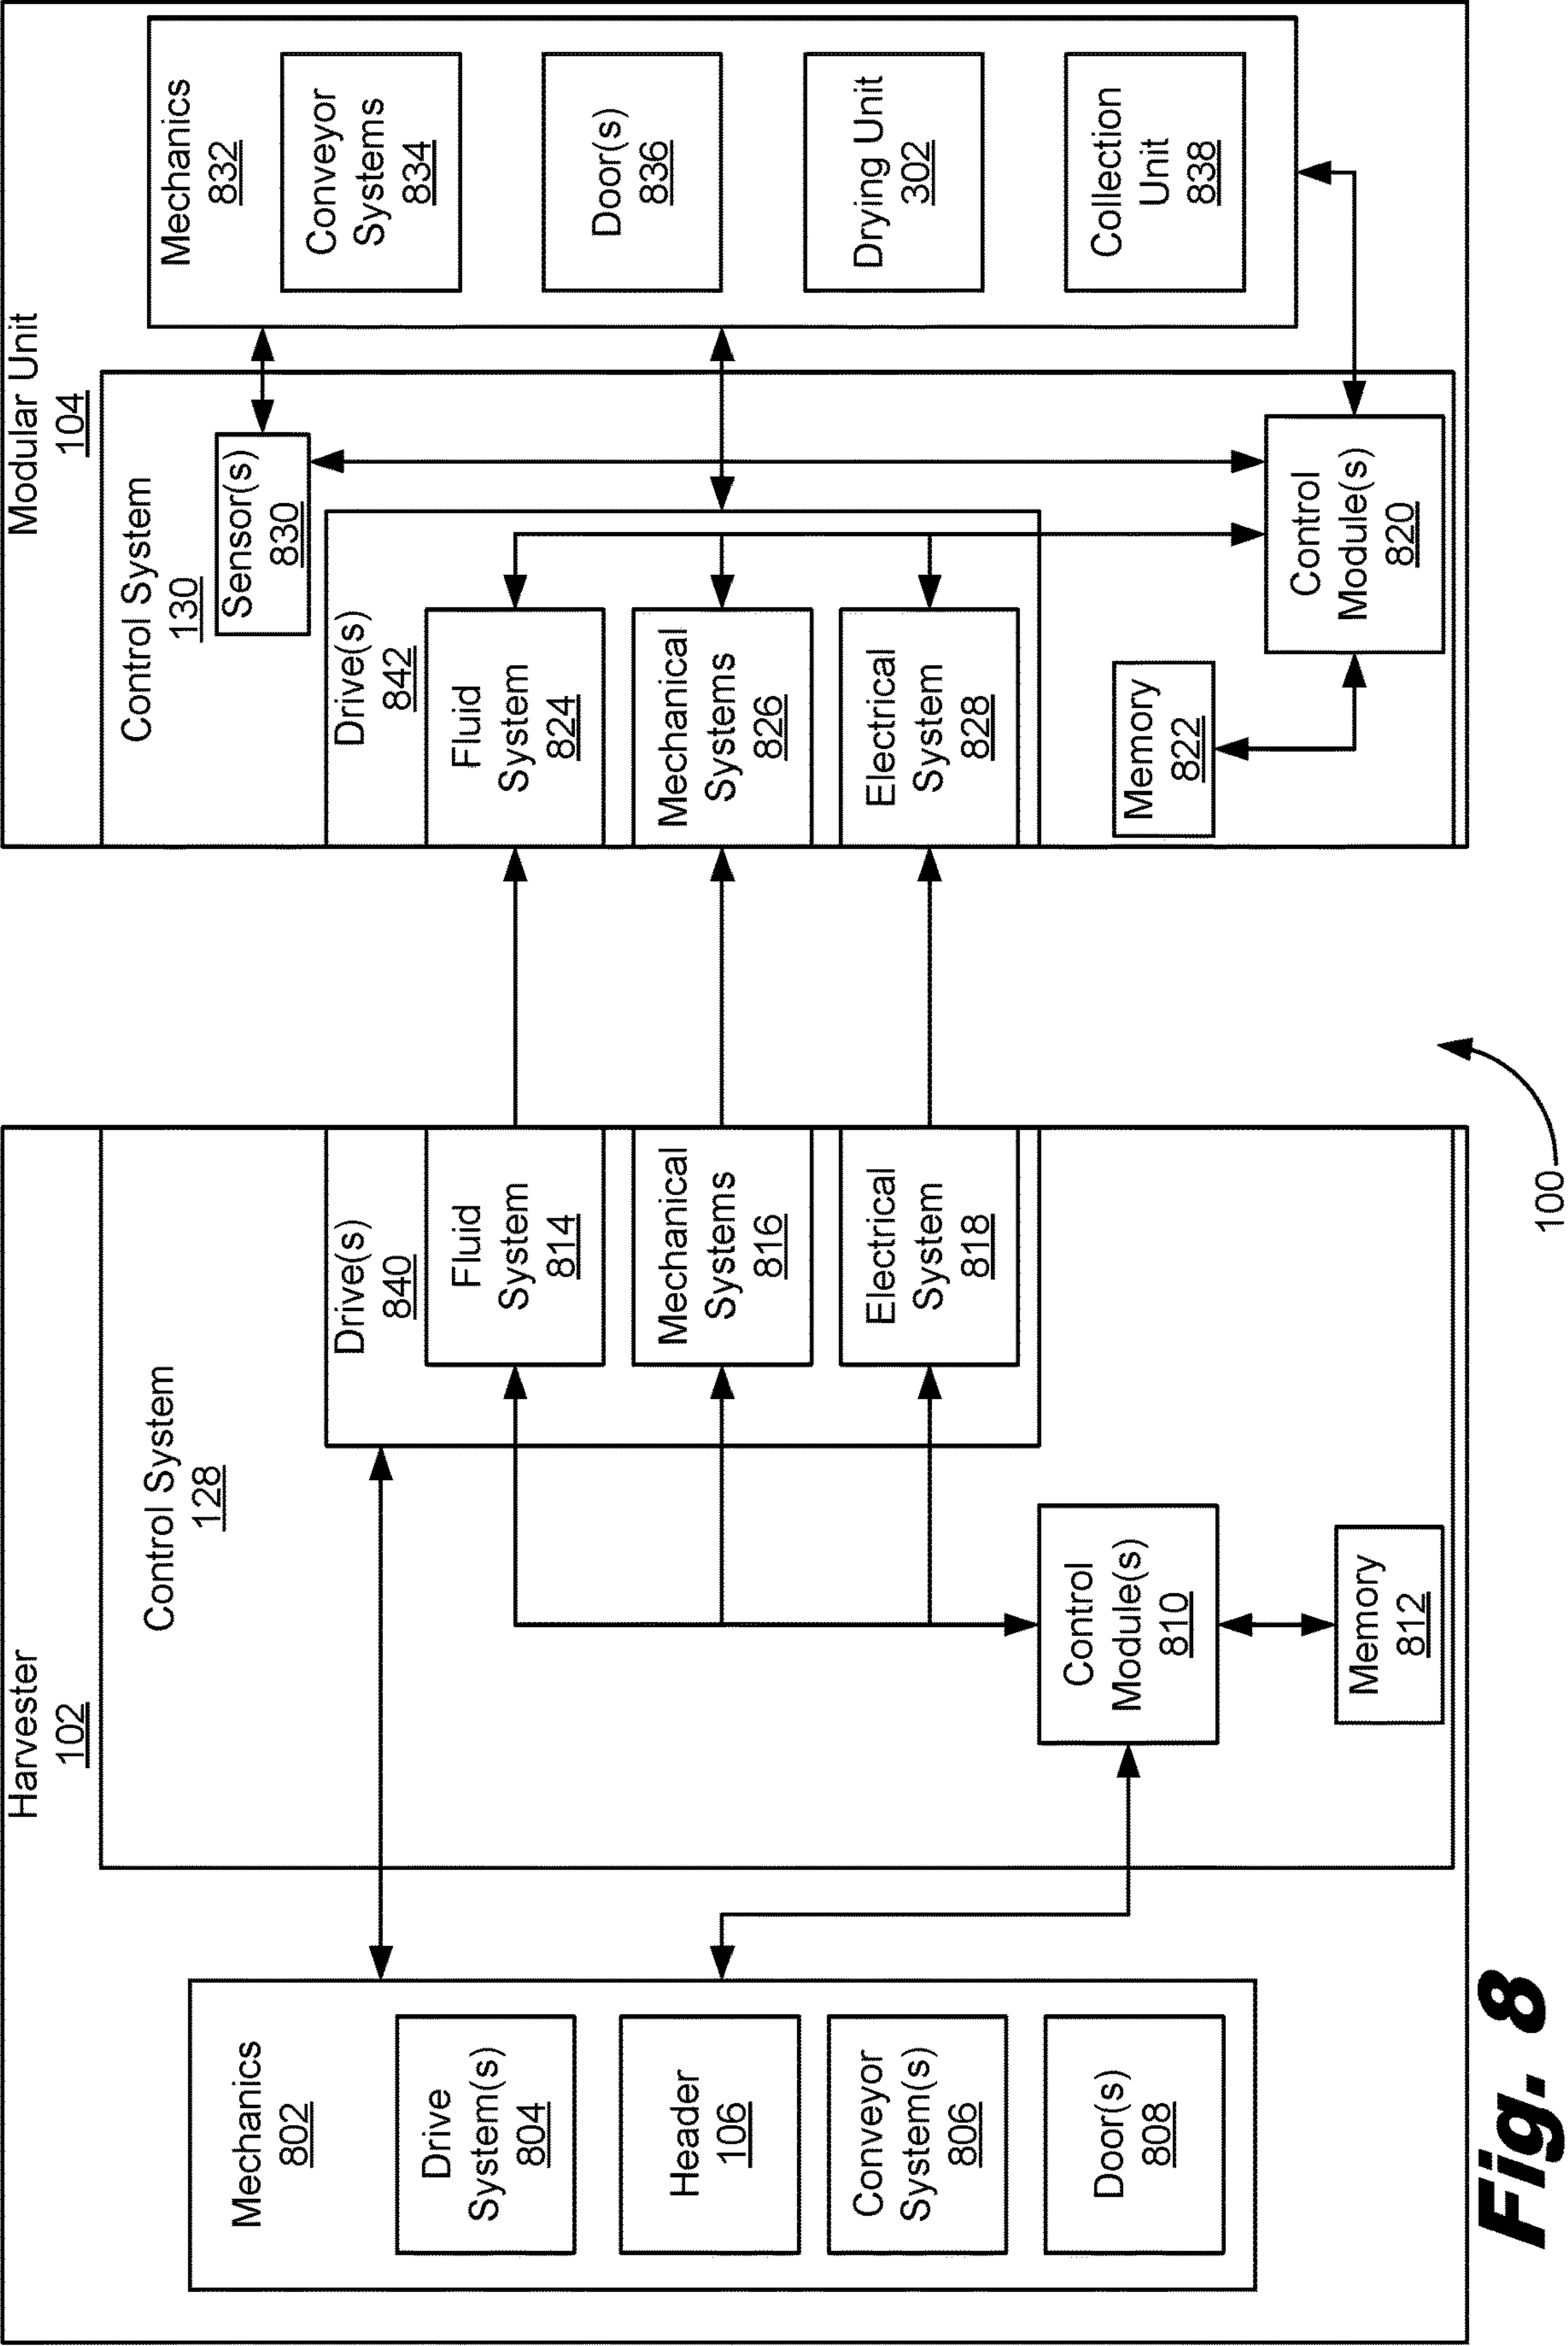 Harvester
102
Mechanics
802
Drive
System(s)
804
Header
106
Conveyor
System(s)
806
Door(s)
808
Control System
128
Drive(s)
840
Fluid
System
814
Mechanical
Systems
816
Electrical
System
818
Control
Module(s)
810
Memory
812
Modular Unit
104
Control System
130
Sensor(s)
830
Drive(s)
842
Fluid
System
824
Mechanical
Systems
826
Electrical
System
828
Memory
822
Control
Module(s)
820
Mechanics
832
Conveyor
Systems
834
Door(s)
836
Drying Unit
302
Collection
Unit
838
100
Fig. 8